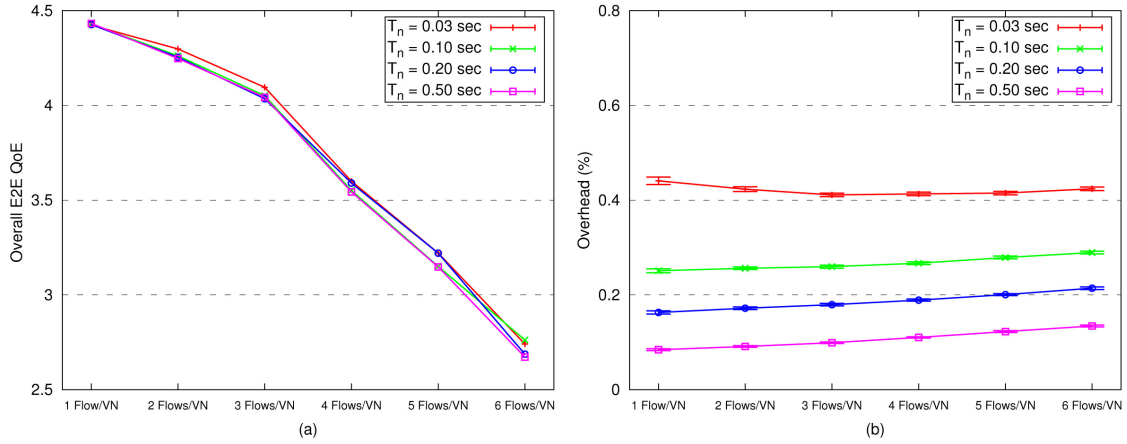 4.5
4
3.5
3
2.5
Overall E2E QoE
T_n = 0.03 sec
T_n = 0.10 sec
T_n = 0.20 sec
T_n = 0.50 sec
1 Flow/VN 2 Flows/VN 3 Flows/VN 4 Flows/VN 5 Flows/VN 6 Flows/VN
(a)
0.8
0.6
0.4
0.2
0
Overhead (%)
T_n = 0.03 sec
T_n = 0.10 sec
T_n = 0.20 sec
T_n = 0.50 sec
1 Flow/VN 2 Flows/VN 3 Flows/VN 4 Flows/VN 5 Flows/VN 6 Flows/VN
(b)